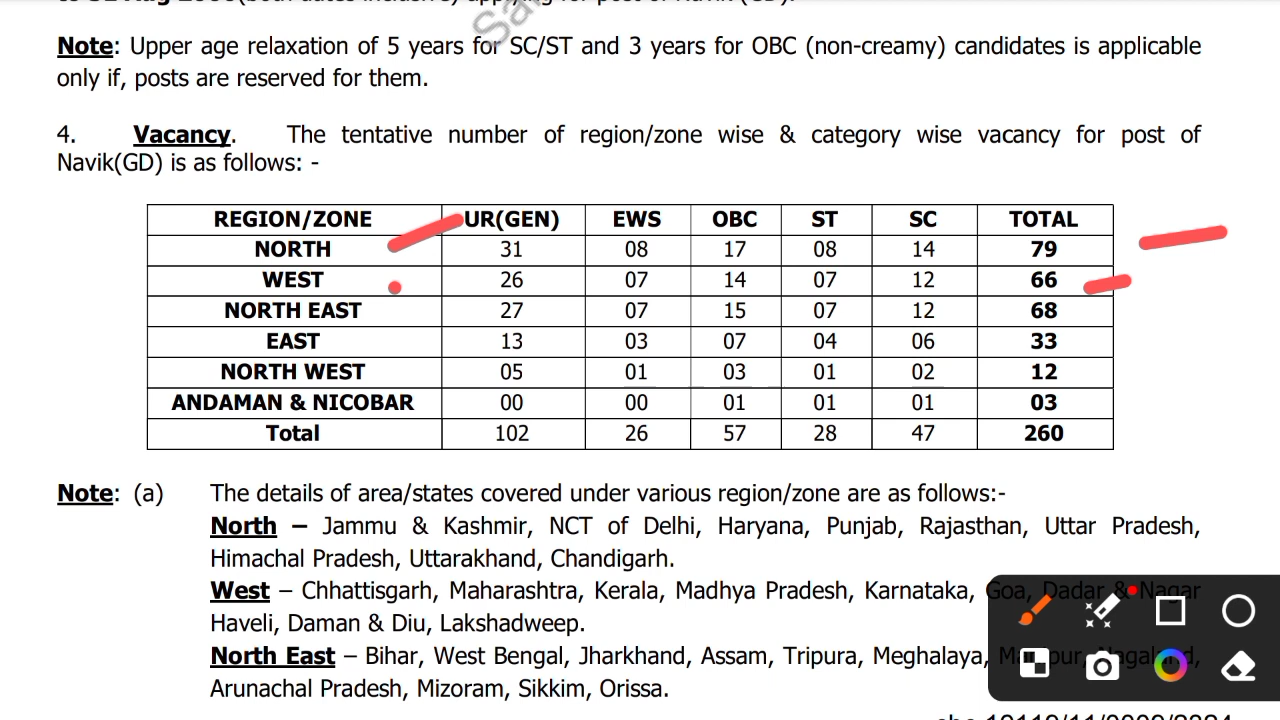 Note: Upper age relaxation of 5 years for SC/ST and 3 years for OBC (non-creamy) candidates is applicable
only if, posts are reserved for them.
4. Vacancy. The tentative number of region/zone wise & category wise vacancy for post of
Navik(GD) is as follows: -
REGION/ZONE UR(GEN) EWS OBC ST SC TOTAL
NORTH 31 08 17 08 14 79
WEST 26 07 14 07 12 66
NORTH EAST 27 07 15 07 12 68
EAST 13 03 07 04 06 33
NORTH WEST 05 01 03 01 02 12
ANDAMAN & NICOBAR 00 00 01 01 01 03
Total 102 26 57 28 47 260
Note: (a) The details of area/states covered under various region/zone are as follows:-
North – Jammu & Kashmir, NCT of Delhi, Haryana, Punjab, Rajasthan, Uttar Pradesh,
Himachal Pradesh, Uttarakhand, Chandigarh.
West – Chhattisgarh, Maharashtra, Kerala, Madhya Pradesh, Karnataka, Goa, Dadar & Nagar
Haveli, Daman & Diu, Lakshadweep.
North East – Bihar, West Bengal, Jharkhand, Assam, Tripura, Meghalaya,
Arunachal Pradesh, Mizoram, Sikkim, Orissa.